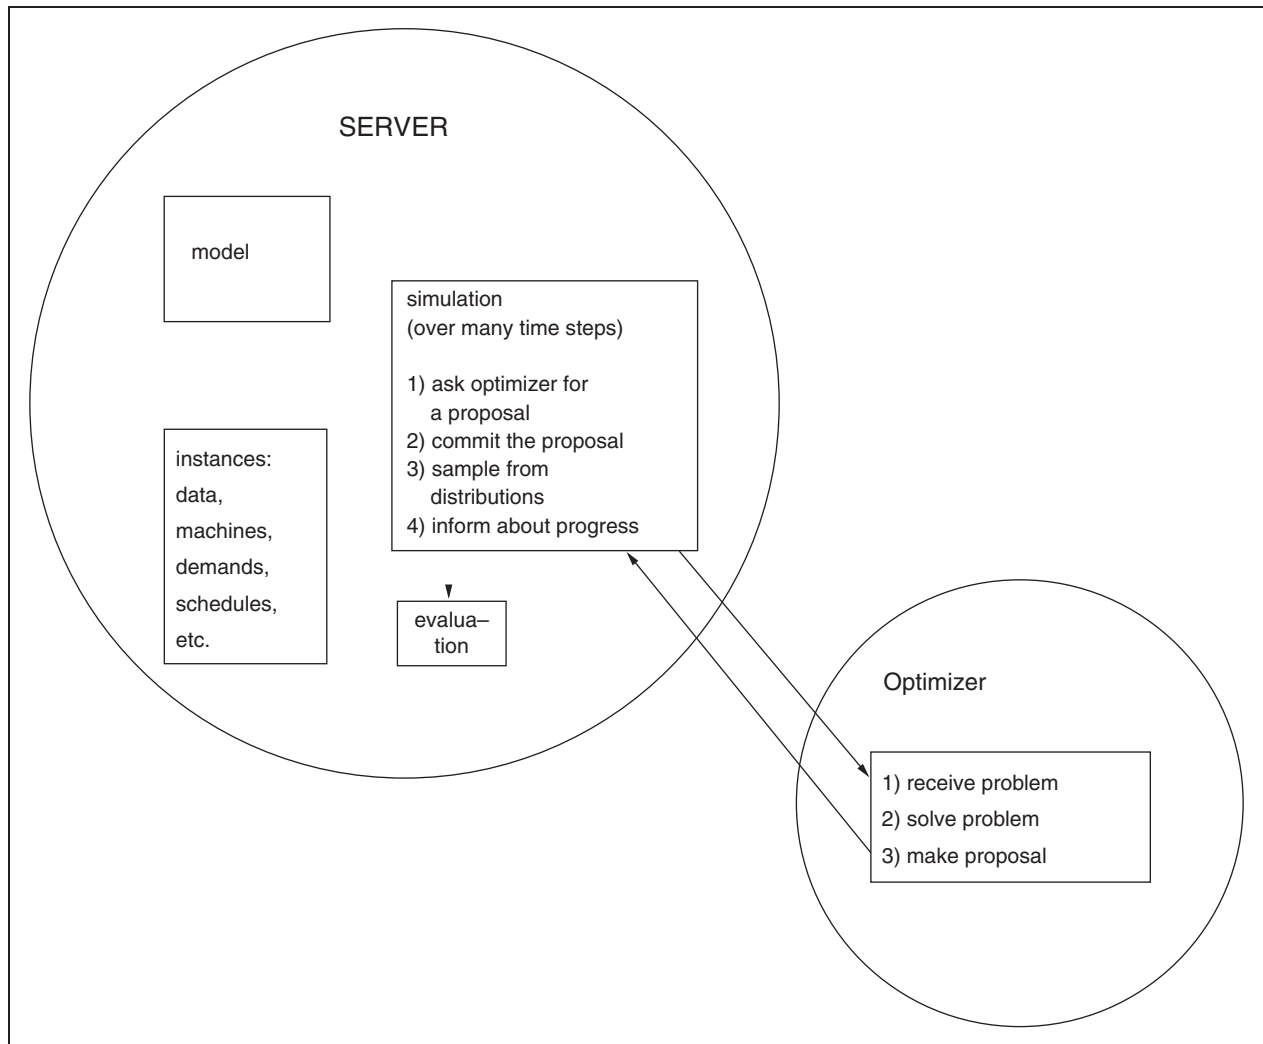 SERVER
model
simulation
(over many time steps)
1) ask optimizer for
a proposal
2) commit the proposal
3) sample from
distributions
4) inform about progress
instances:
data,
machines,
demands,
schedules,
etc.
evalua–
tion
Optimizer
1) receive problem
2) solve problem
3) make proposal